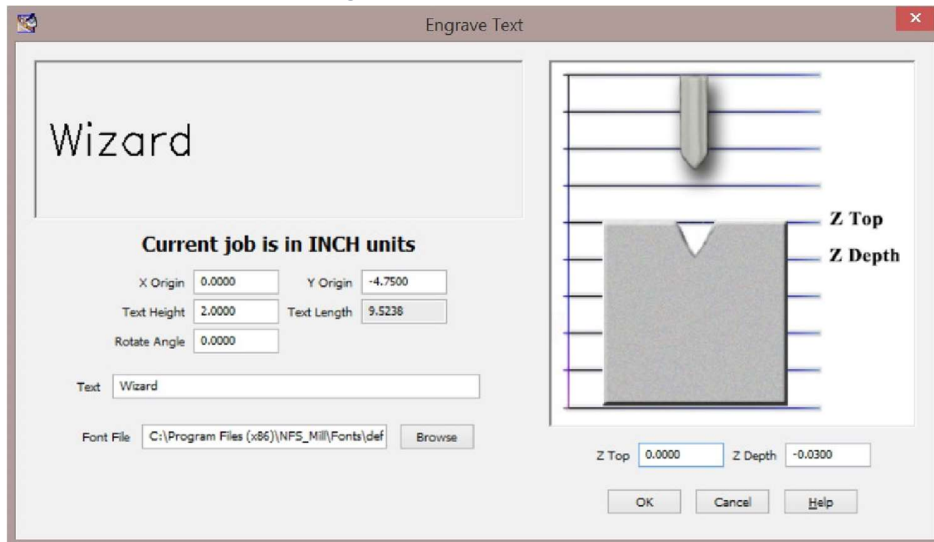 Engrave Text
Wizard
Current job is in INCH units
X Origin 0.0000 Y Origin -4.7500
Text Height 2.0000 Text Length 9.5238
Rotate Angle 0.0000
Text Wizard
Font File C:\Program Files (x86)\NFS_Mill\Fonts\def Browse
Z Top
Z Depth
Z Top 0.0000 Z Depth -0.0300
OK Cancel Help